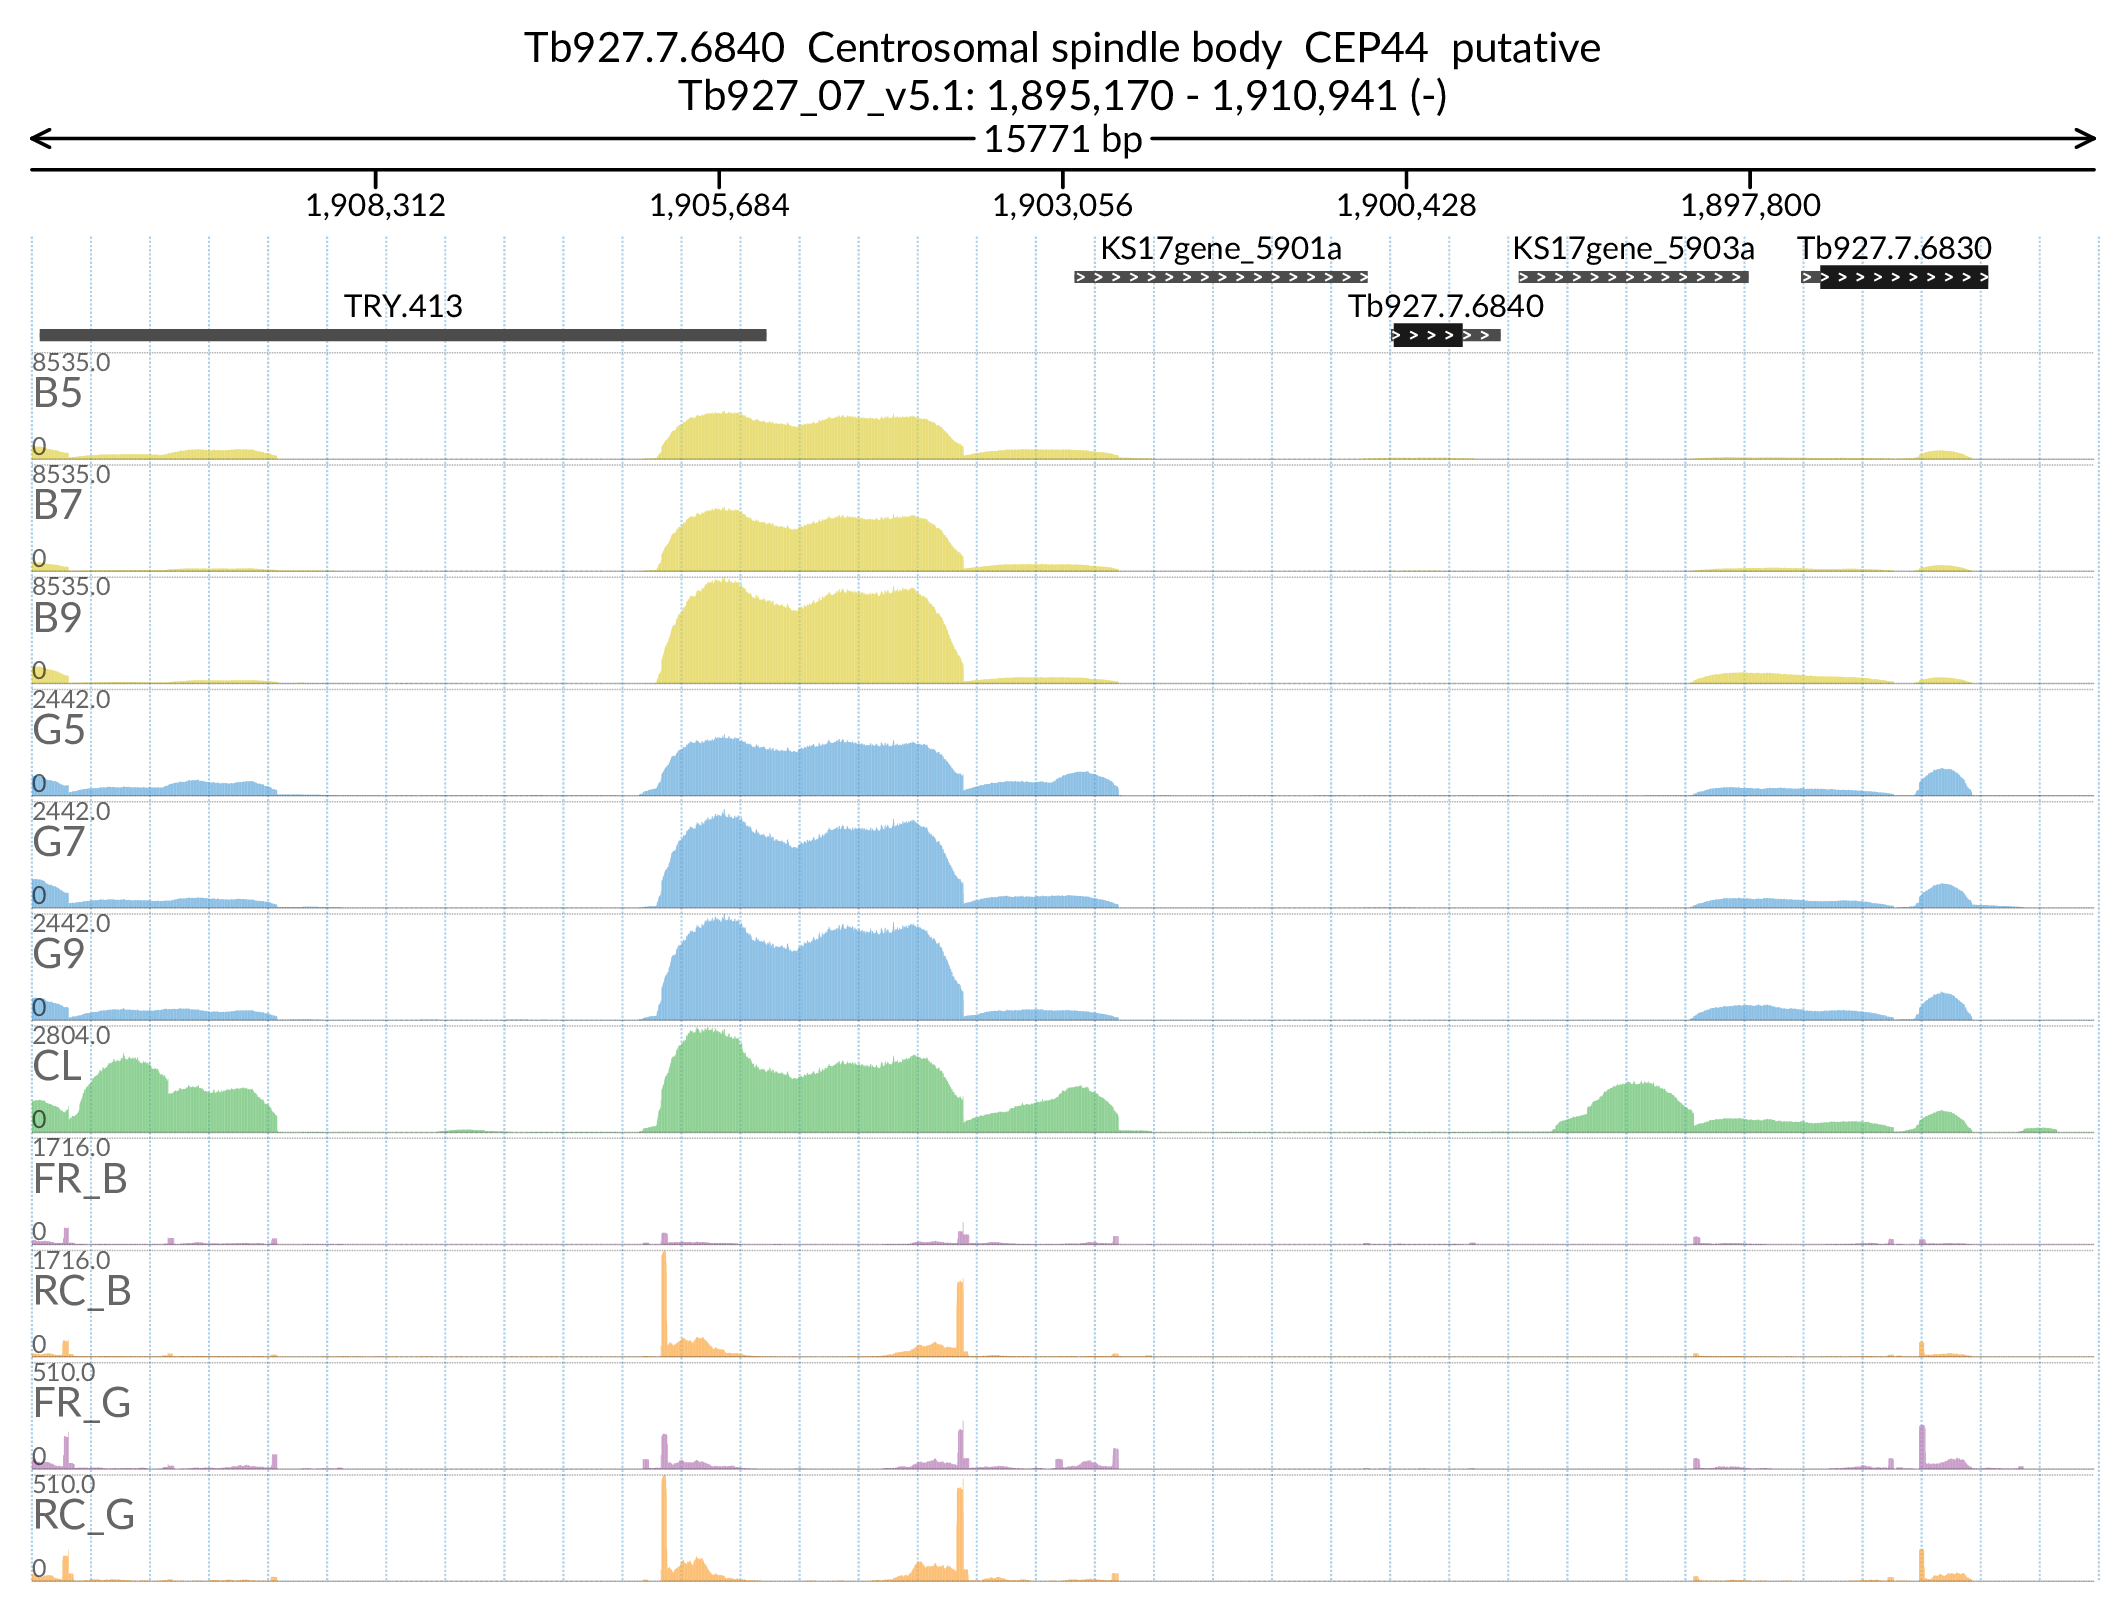 Tb927.7.6840  Centrosomal spindle body  CEP44  putative
Tb927_07_v5.1: 1,895,170 - 1,910,941 (-)
15771 bp
1,908,312 1,905,684 1,903,056 1,900,428 1,897,800
KS17gene_5901a KS17gene_5903a Tb927.7.6830
TRY.413 Tb927.7.6840
8535.0
B5
0
8535.0
B7
0
8535.0
B9
0
2442.0
G5
0
2442.0
G7
0
2442.0
G9
0
2804.0
CL
0
1716.0
FR_B
0
1716.0
RC_B
0
510.0
FR_G
0
510.0
RC_G
0